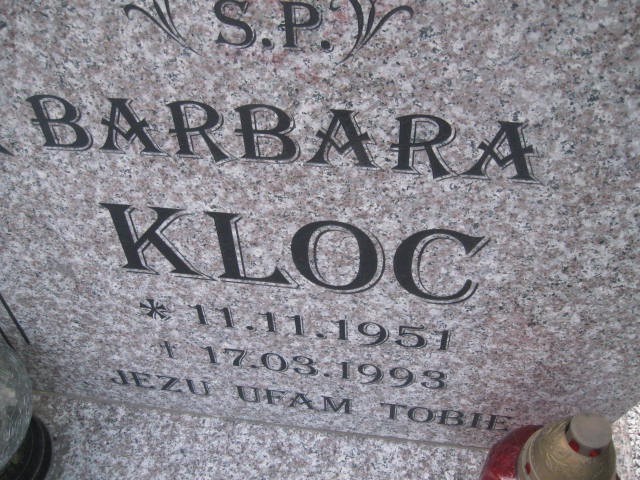 S.P.
BARBARA
KLOC
* 11.11.1951
† 17.03.1993
JEZU UFAM TOBIE